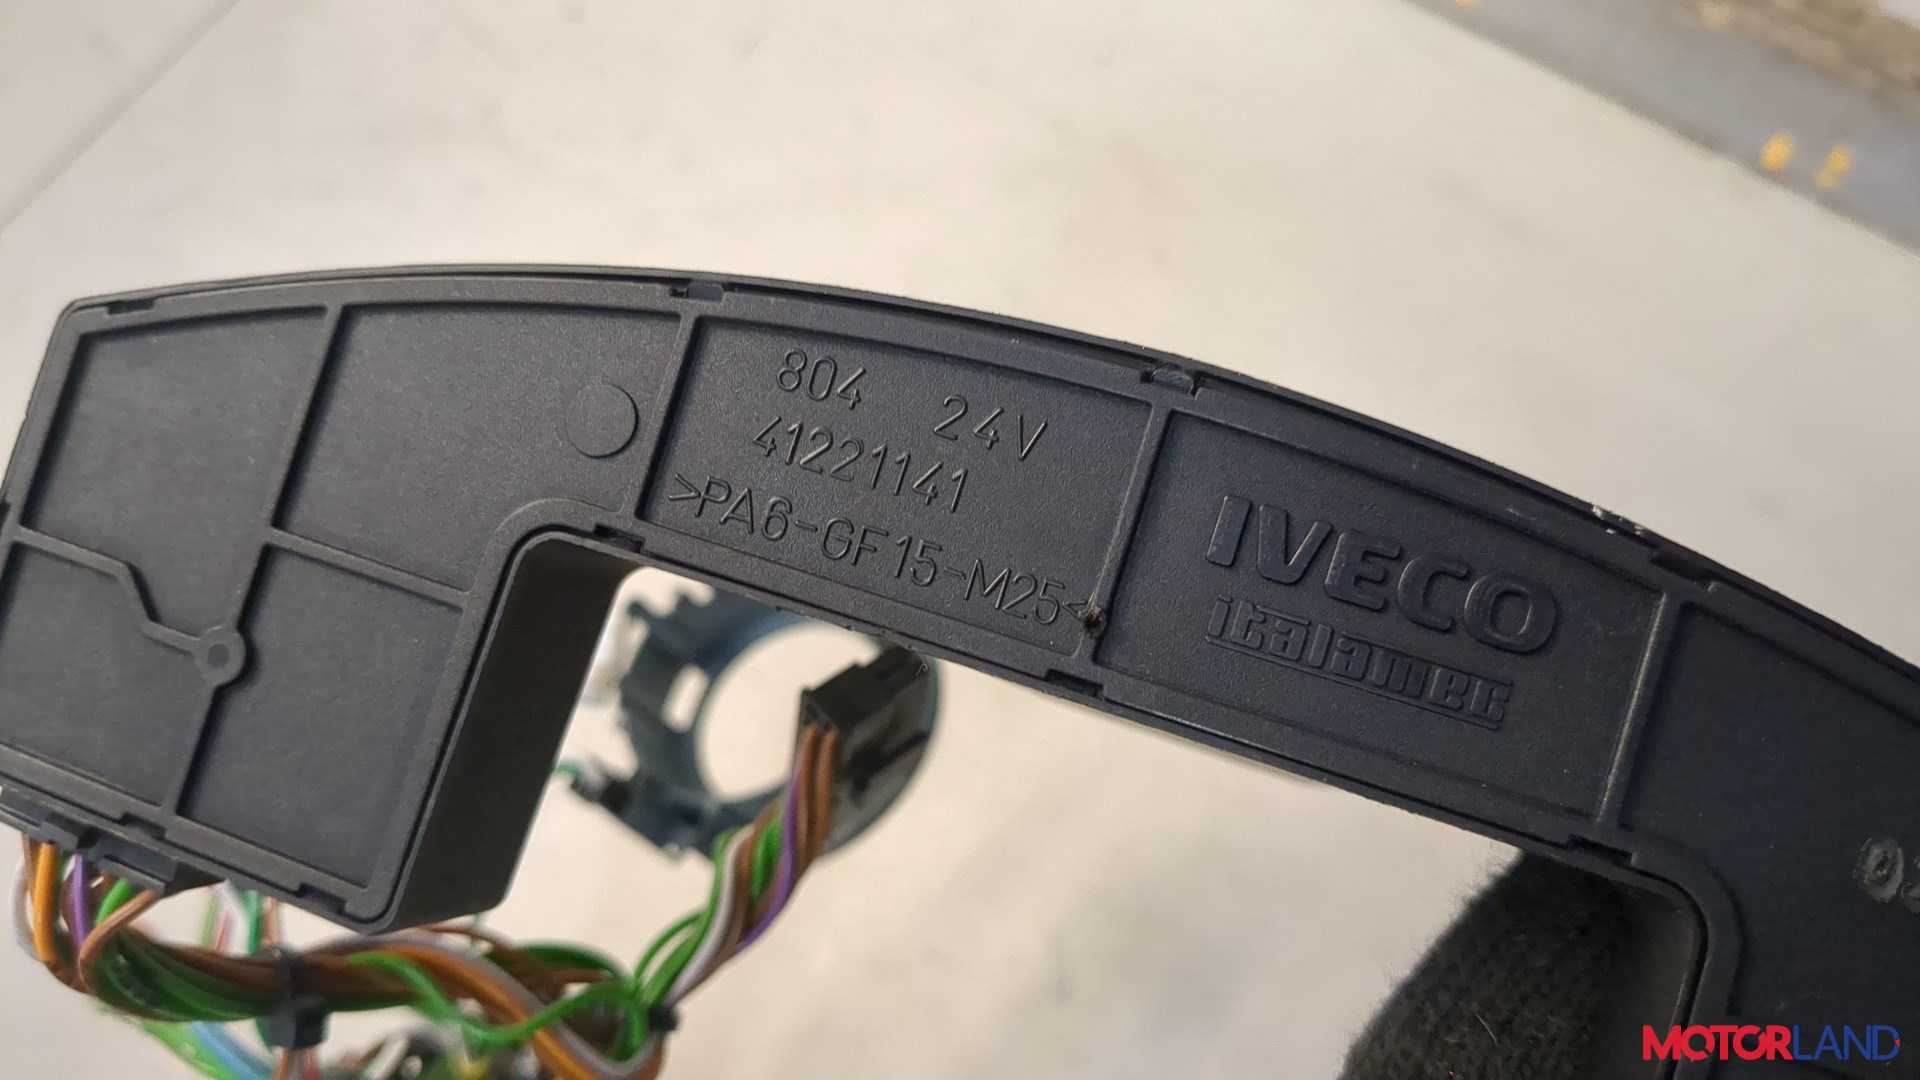 804 24V
41221141
>PA6-GF15-M25<
IVECO
italamec
MOTORLAND